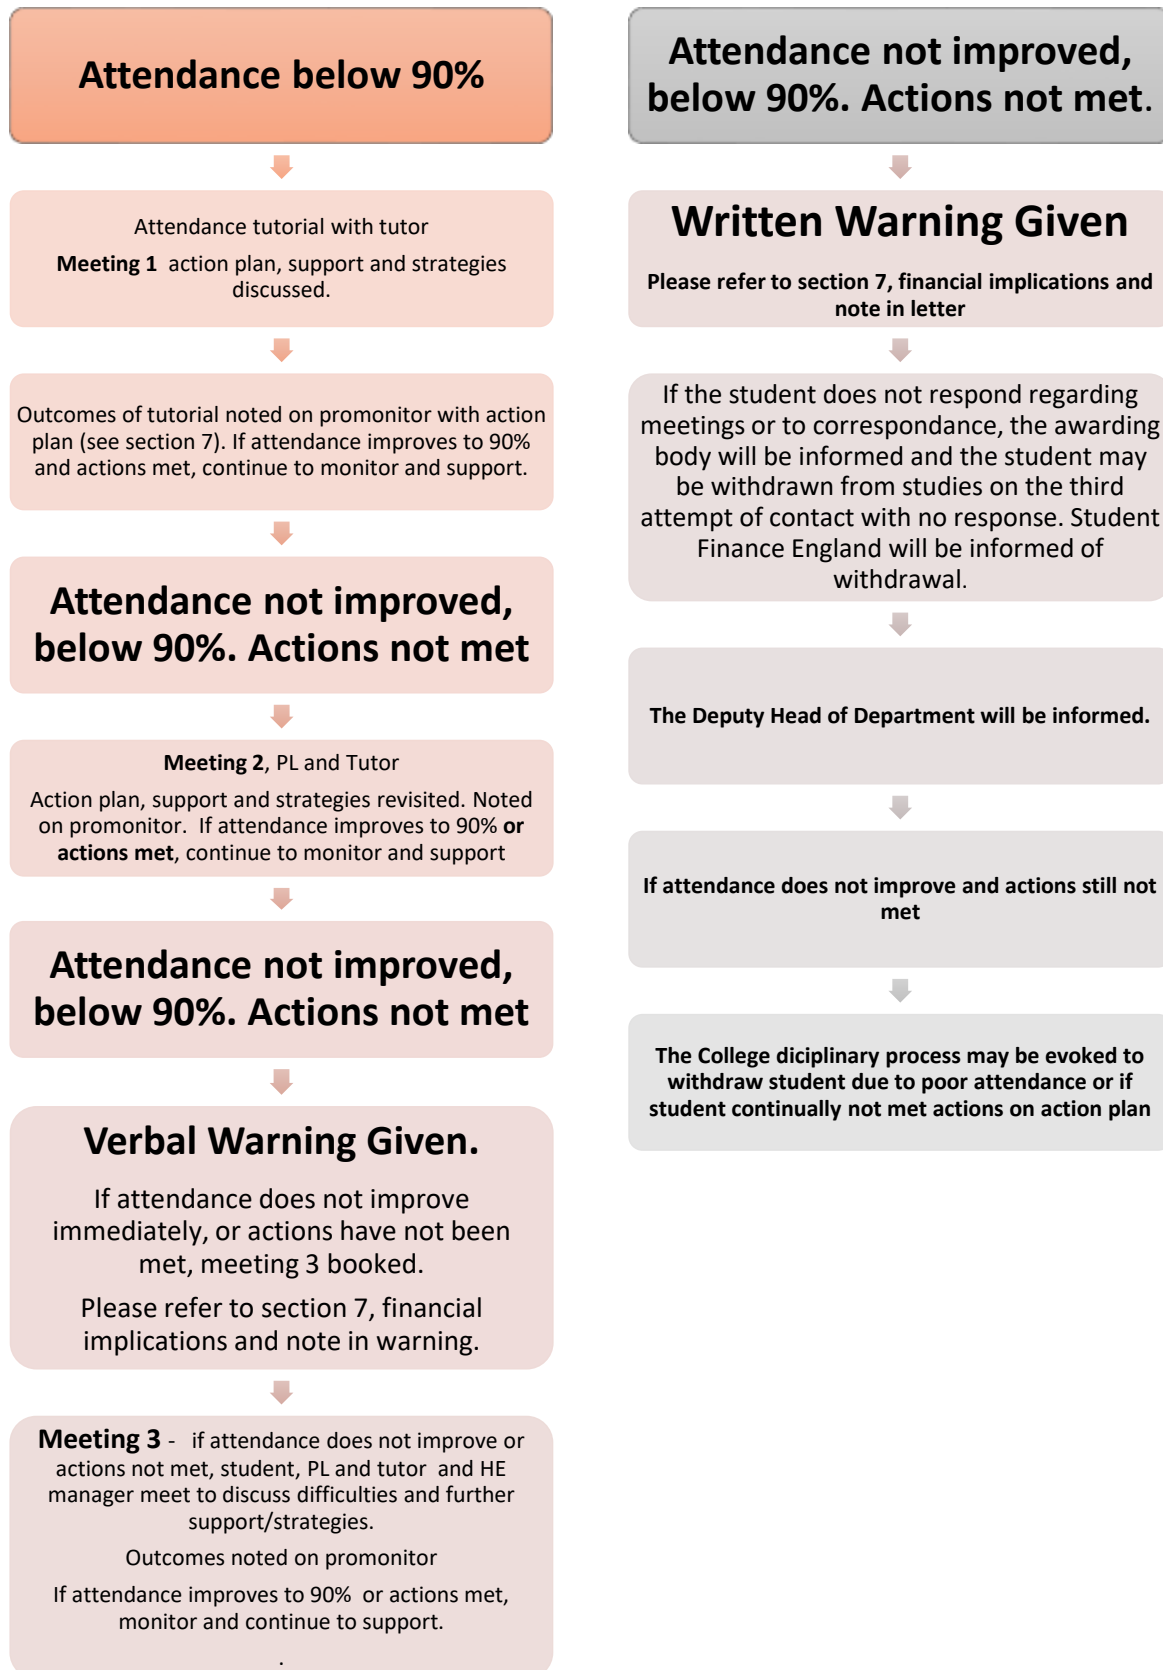 Attendance below 90%
Attendance tutorial with tutor
Meeting 1  action plan, support and strategies
discussed.
Outcomes of tutorial noted on promonitor with action
plan (see section 7). If attendance improves to 90%
and actions met, continue to monitor and support.
Attendance not improved,
below 90%. Actions not met
Meeting 2, PL and Tutor
Action plan, support and strategies revisited. Noted
on promonitor.  If attendance improves to 90% or
actions met, continue to monitor and support
Attendance not improved,
below 90%. Actions not met
Verbal Warning Given.
If attendance does not improve
immediately, or actions have not been
met, meeting 3 booked.
Please refer to section 7, financial
implications and note in warning.
Meeting 3 -  if attendance does not improve or
actions not met, student, PL and tutor  and HE
manager meet to discuss difficulties and further
support/strategies.
Outcomes noted on promonitor
If attendance improves to 90%  or actions met,
monitor and continue to support.
.
Attendance not improved,
below 90%. Actions not met.
Written Warning Given
Please refer to section 7, financial implications and
note in letter
If the student does not respond regarding
meetings or to correspondance, the awarding
body will be informed and the student may
be withdrawn from studies on the third
attempt of contact with no response. Student
Finance England will be informed of
withdrawal.
The Deputy Head of Department will be informed.
If attendance does not improve and actions still not
met
The College diciplinary process may be evoked to
withdraw student due to poor attendance or if
student continually not met actions on action plan